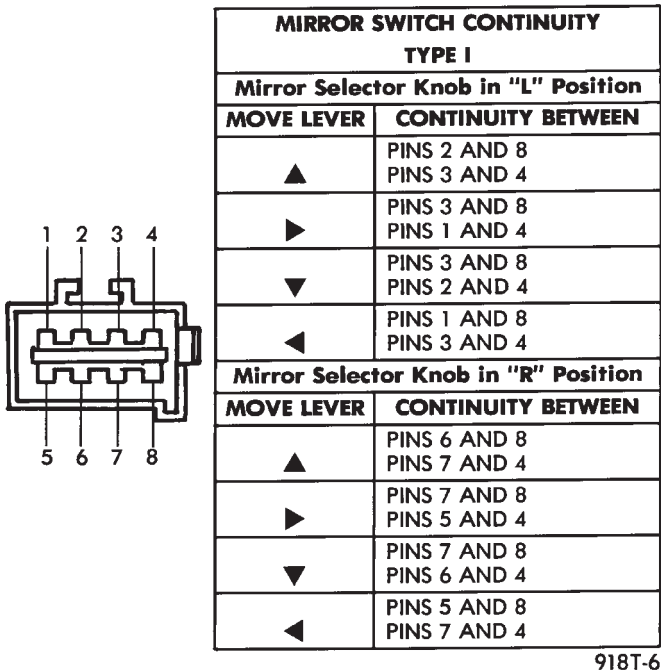 MIRROR SWITCH CONTINUITY
TYPE I
Mirror Selector Knob in "L" Position
MOVE LEVER CONTINUITY BETWEEN
▲ PINS 2 AND 8
PINS 3 AND 4
▶ PINS 3 AND 8
PINS 1 AND 4
▼ PINS 3 AND 8
PINS 2 AND 4
◀ PINS 1 AND 8
PINS 3 AND 4
Mirror Selector Knob in "R" Position
MOVE LEVER CONTINUITY BETWEEN
▲ PINS 6 AND 8
PINS 7 AND 4
▶ PINS 7 AND 8
PINS 5 AND 4
▼ PINS 7 AND 8
PINS 6 AND 4
◀ PINS 5 AND 8
PINS 7 AND 4
1 2 3 4
5 6 7 8
918T-6